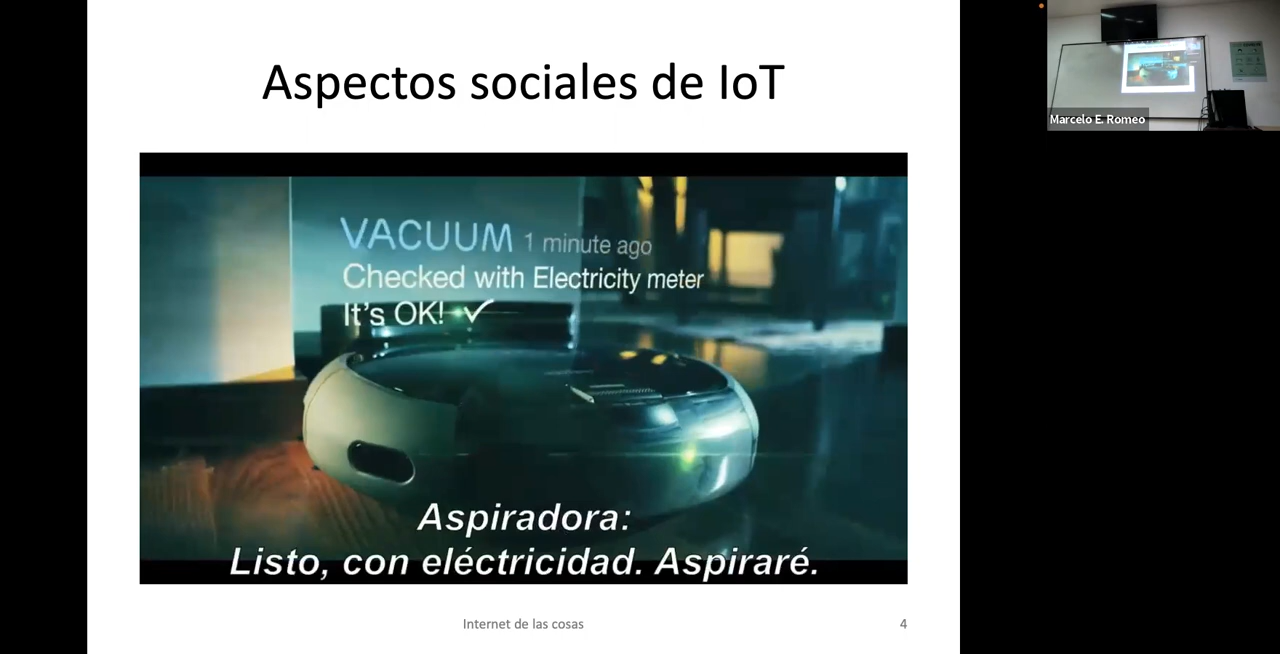 Aspectos sociales de IoT
VACUUM 1 minute ago
Checked with Electricity meter
It's OK! ✓
Aspiradora:
Listo, con eléctricidad. Aspiraré.
Internet de las cosas
4
Marcelo E. Romeo